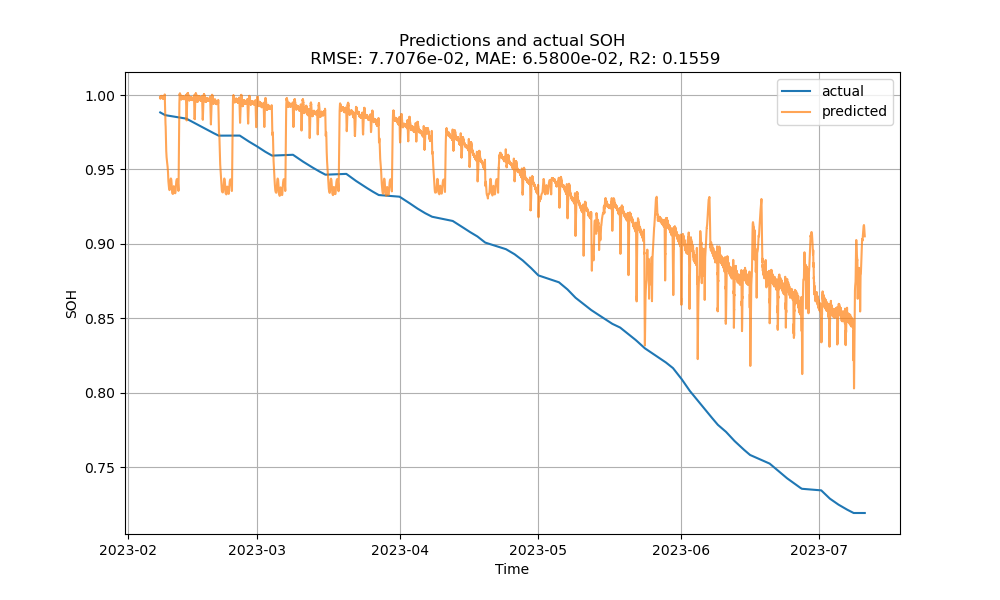 Predictions and actual SOH
RMSE: 7.7076e-02, MAE: 6.5800e-02, R2: 0.1559
actual
predicted
1.00
0.95
0.90
0.85
0.80
0.75
SOH
2023-02
2023-03
2023-04
2023-05
2023-06
2023-07
Time